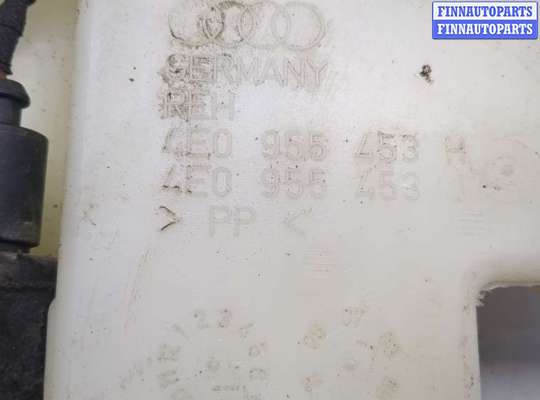 FINNAUTOPARTS
FINNAUTOPARTS
GERMANY
REH
4E0 955 453 H
4E0 955 453
> PP <